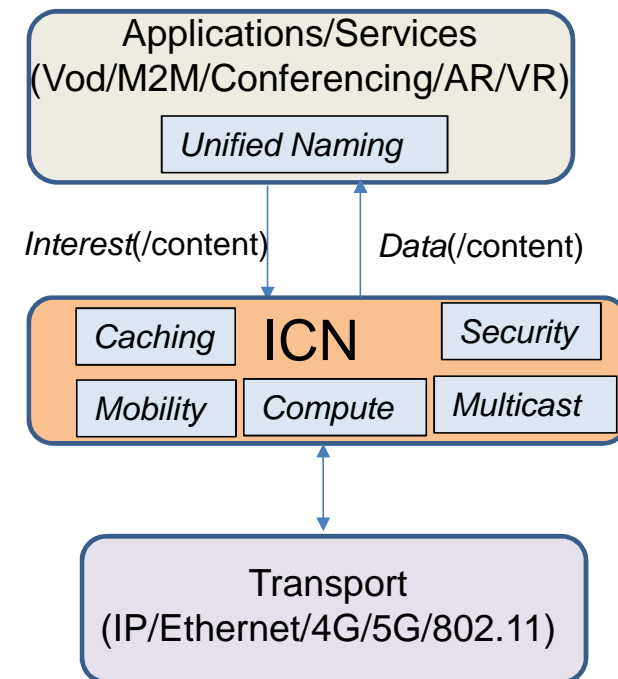 Applications/Services
(Vod/M2M/Conferencing/AR/VR)
Unified Naming
Interest(/content)
Data(/content)
Caching
ICN
Security
Mobility
Compute
Multicast
Transport
(IP/Ethernet/4G/5G/802.11)